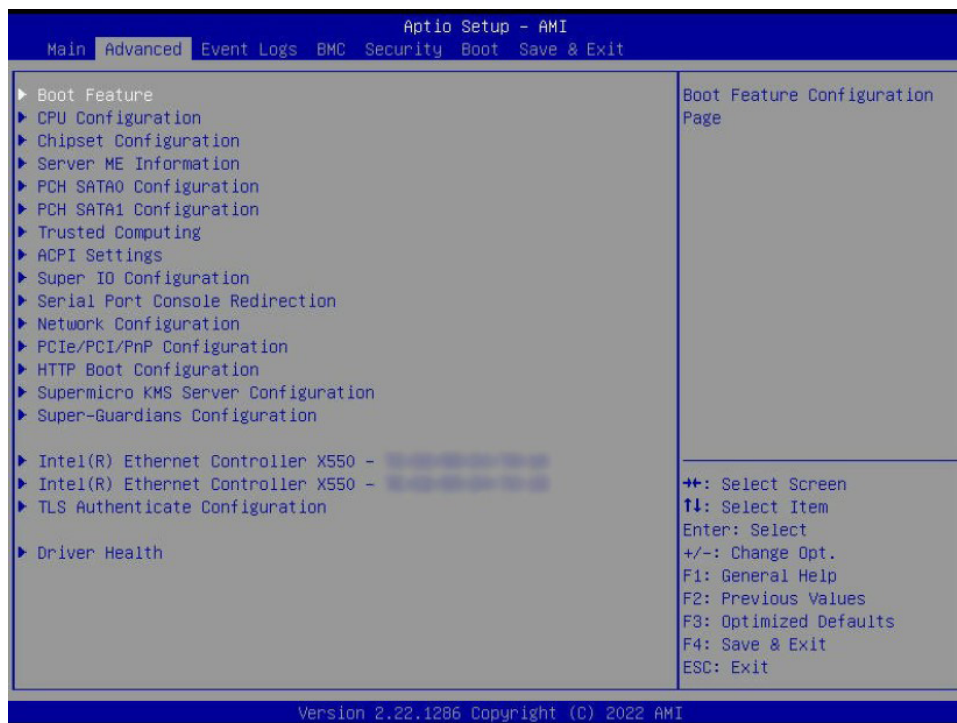 Aptio Setup – AMI
Main Advanced Event Logs BMC Security Boot Save & Exit
Boot Feature
CPU Configuration
Chipset Configuration
Server ME Information
PCH SATA0 Configuration
PCH SATA1 Configuration
Trusted Computing
ACPI Settings
Super IO Configuration
Serial Port Console Redirection
Network Configuration
PCIe/PCI/PnP Configuration
HTTP Boot Configuration
Supermicro KMS Server Configuration
Super-Guardians Configuration
Intel(R) Ethernet Controller X550 -
Intel(R) Ethernet Controller X550 -
TLS Authenticate Configuration
Driver Health
Boot Feature Configuration
Page
→←: Select Screen
↑↓: Select Item
Enter: Select
+/-: Change Opt.
F1: General Help
F2: Previous Values
F3: Optimized Defaults
F4: Save & Exit
ESC: Exit
Version 2.22.1286 Copyright (C) 2022 AMI